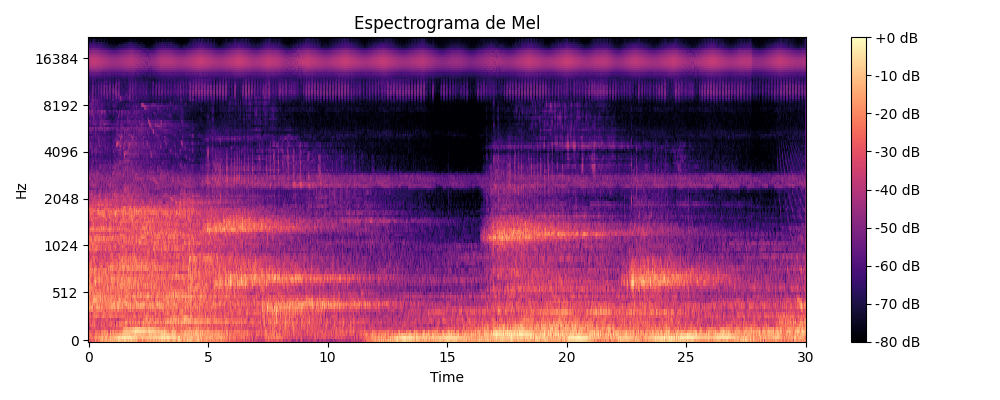 Espectrograma de Mel
Hz
16384
8192
4096
2048
1024
512
0
0 5 10 15 20 25 30
Time
+0 dB
-10 dB
-20 dB
-30 dB
-40 dB
-50 dB
-60 dB
-70 dB
-80 dB